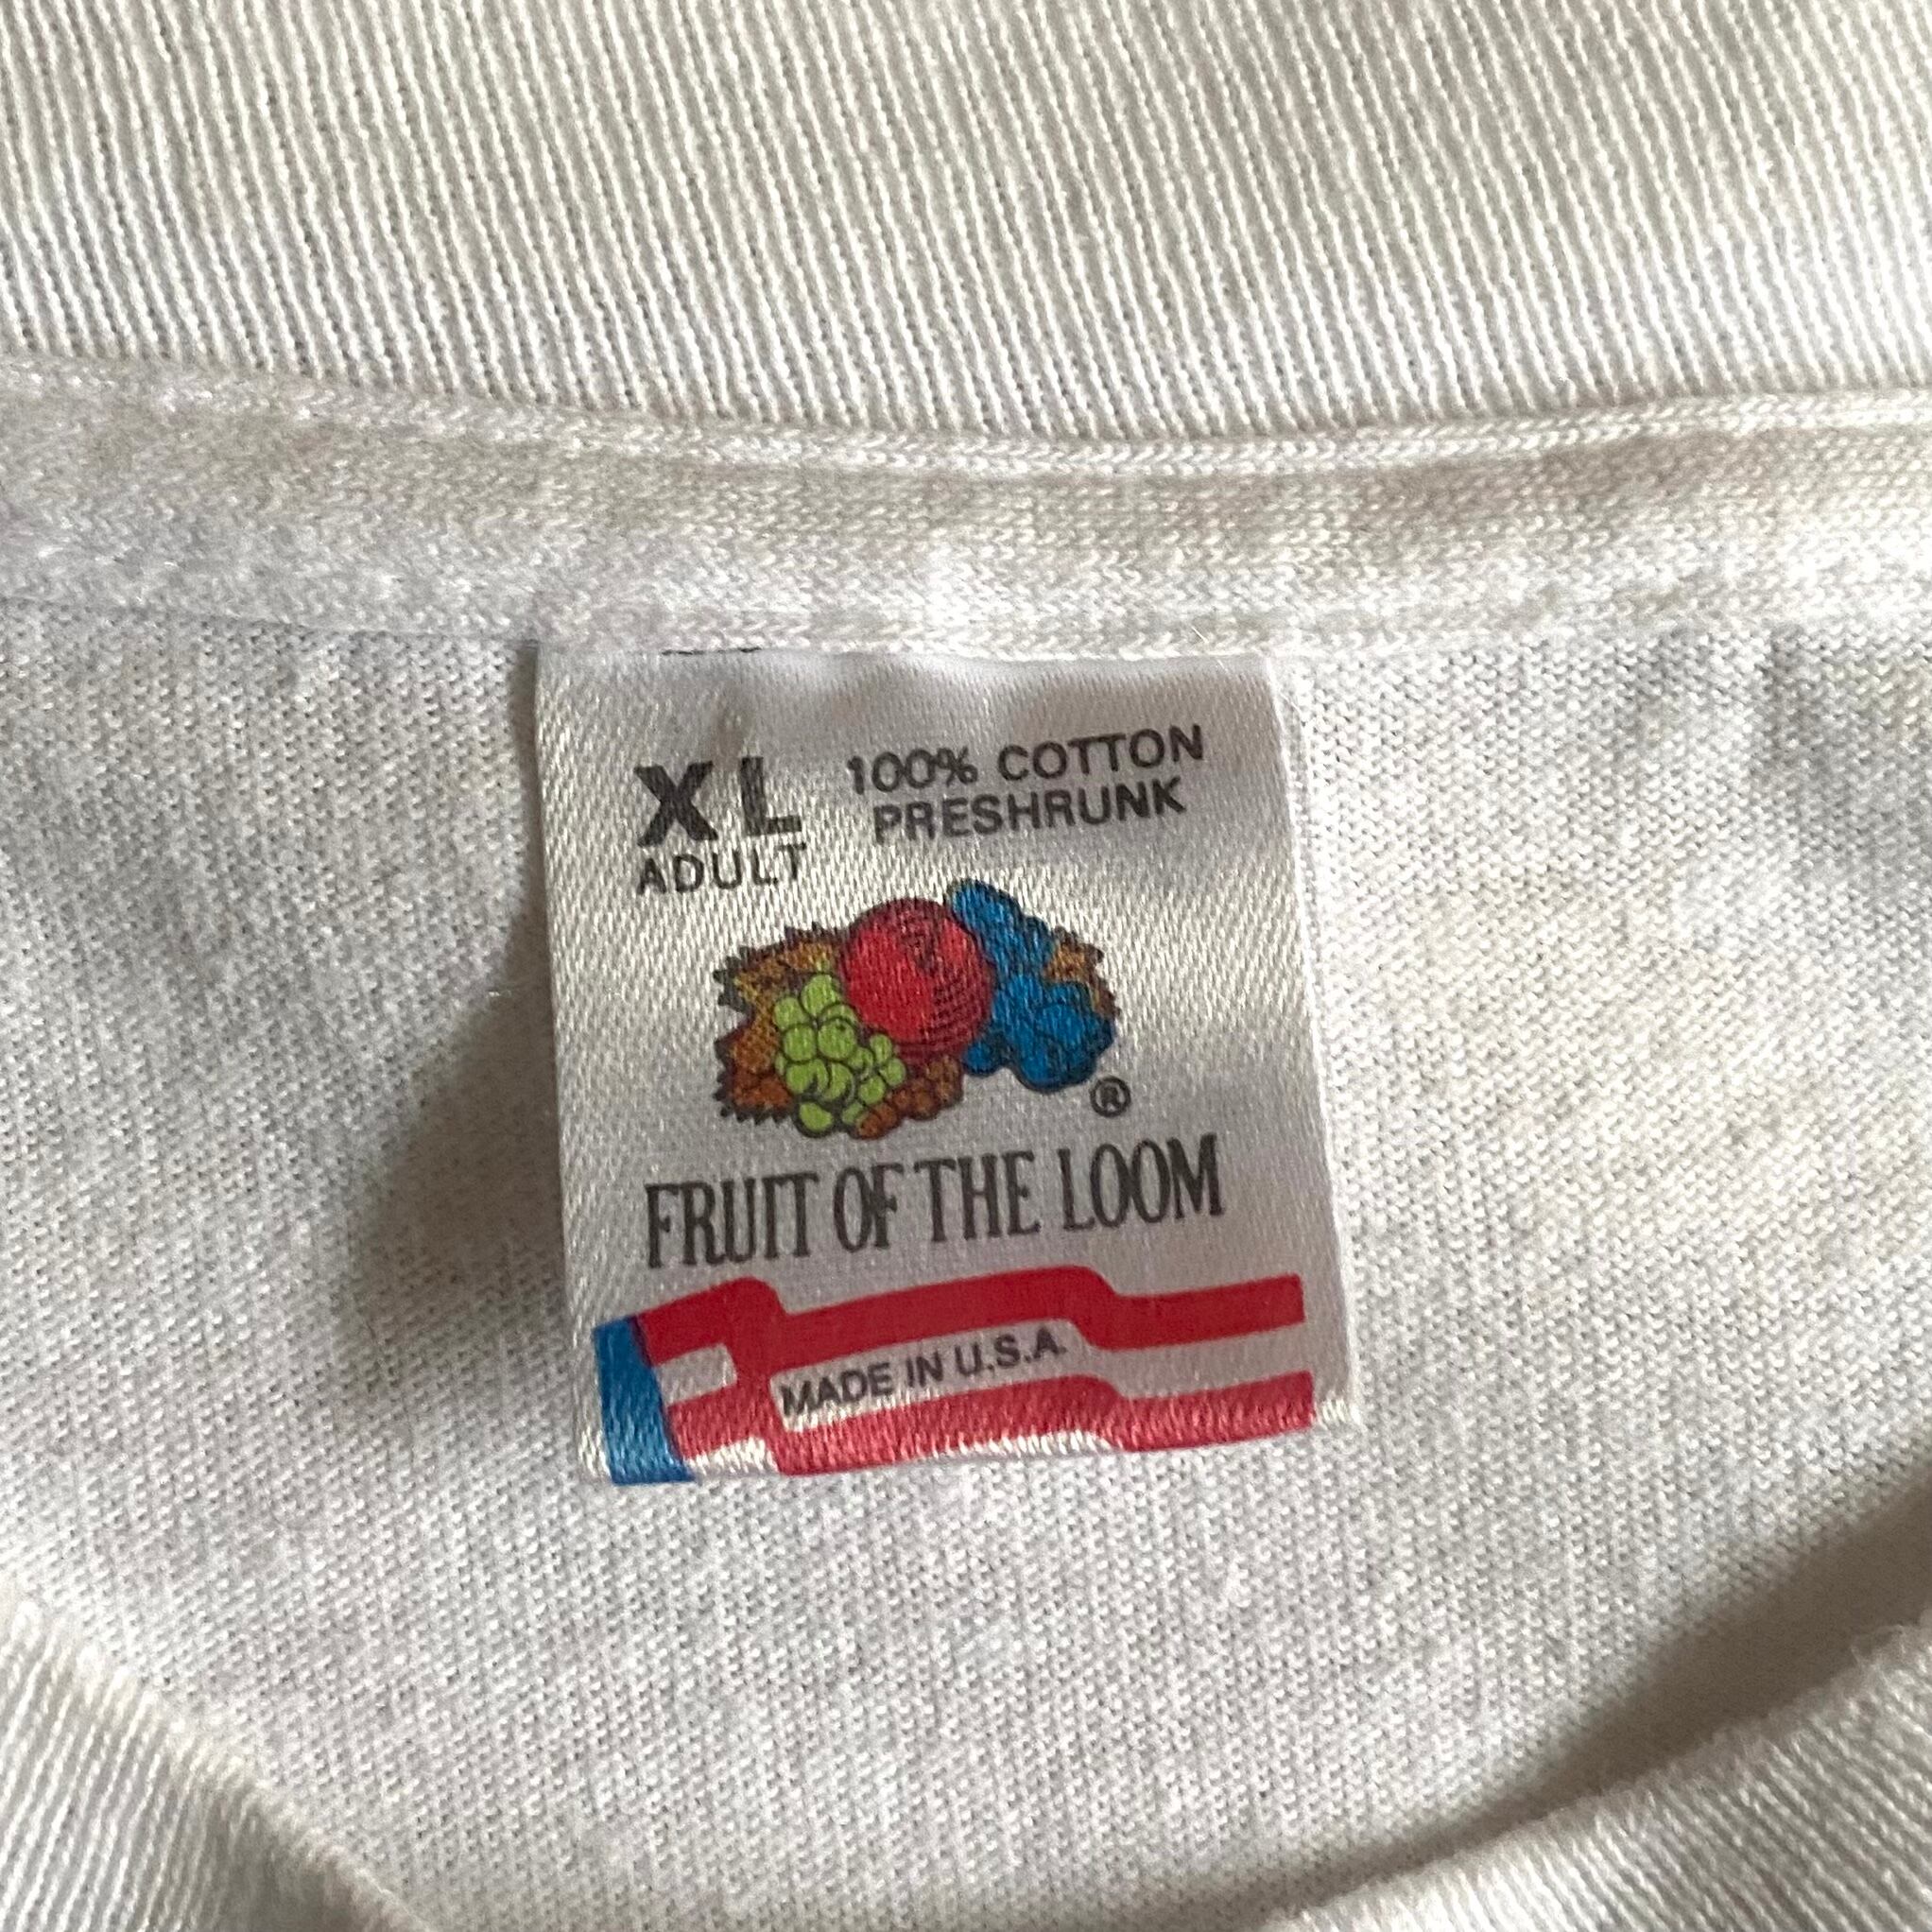 XL
ADULT
100% COTTON
PRESHRUNK
®
FRUIT OF THE LOOM
MADE IN U.S.A.